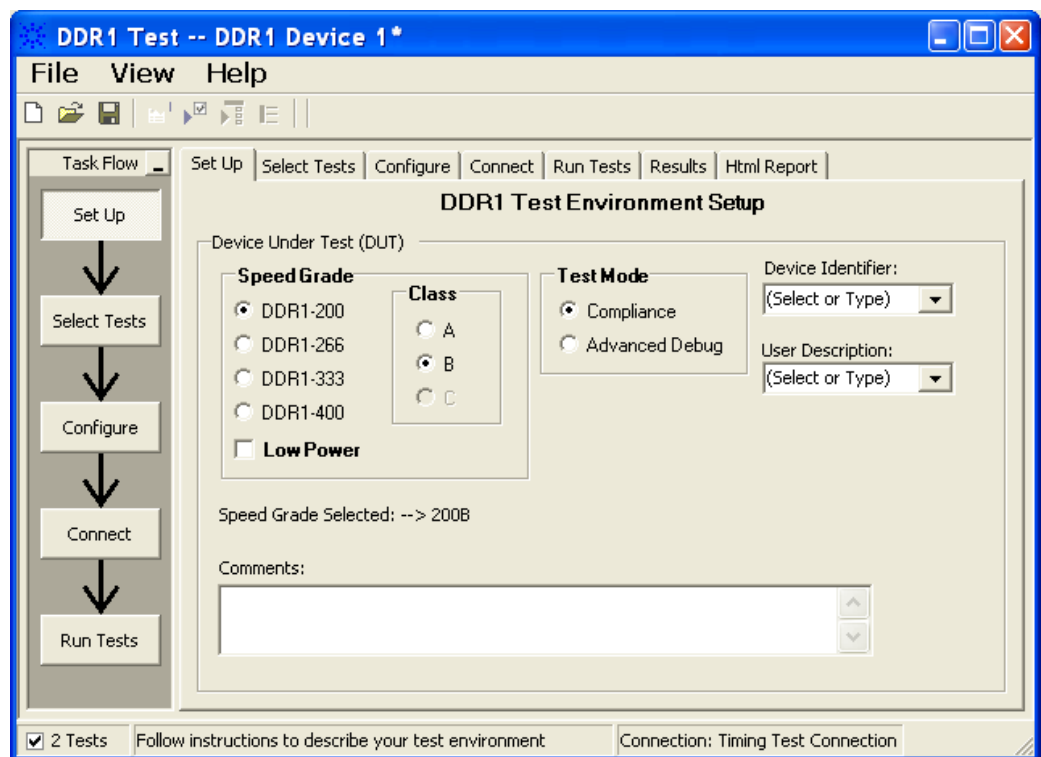 DDR1 Test -- DDR1 Device 1*
File View Help
Task Flow
Set Up
Select Tests
Configure
Connect
Run Tests
Set Up Select Tests Configure Connect Run Tests Results Html Report
DDR1 Test Environment Setup
Device Under Test (DUT)
Speed Grade
DDR1-200
DDR1-266
DDR1-333
DDR1-400
Low Power
Class
A
B
C
Test Mode
Compliance
Advanced Debug
Device Identifier:
(Select or Type)
User Description:
(Select or Type)
Speed Grade Selected: --> 200B
Comments:
2 Tests Follow instructions to describe your test environment Connection: Timing Test Connection